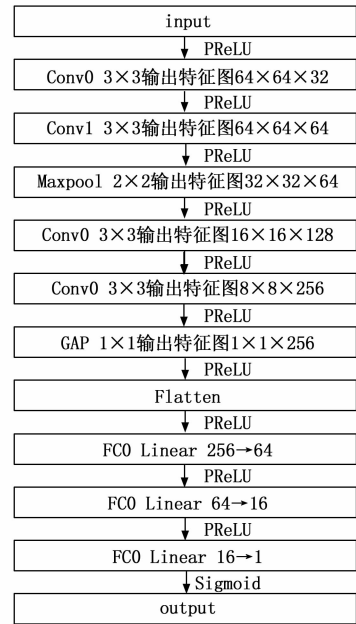 input
PReLU
Conv0 3×3输出特征图64×64×32
PReLU
Conv1 3×3输出特征图64×64×64
PReLU
Maxpool 2×2输出特征图32×32×64
PReLU
Conv0 3×3输出特征图16×16×128
PReLU
Conv0 3×3输出特征图8×8×256
PReLU
GAP 1×1输出特征图1×1×256
PReLU
Flatten
PReLU
FC0 Linear 256→64
PReLU
FC0 Linear 64→16
PReLU
FC0 Linear 16→1
Sigmoid
output